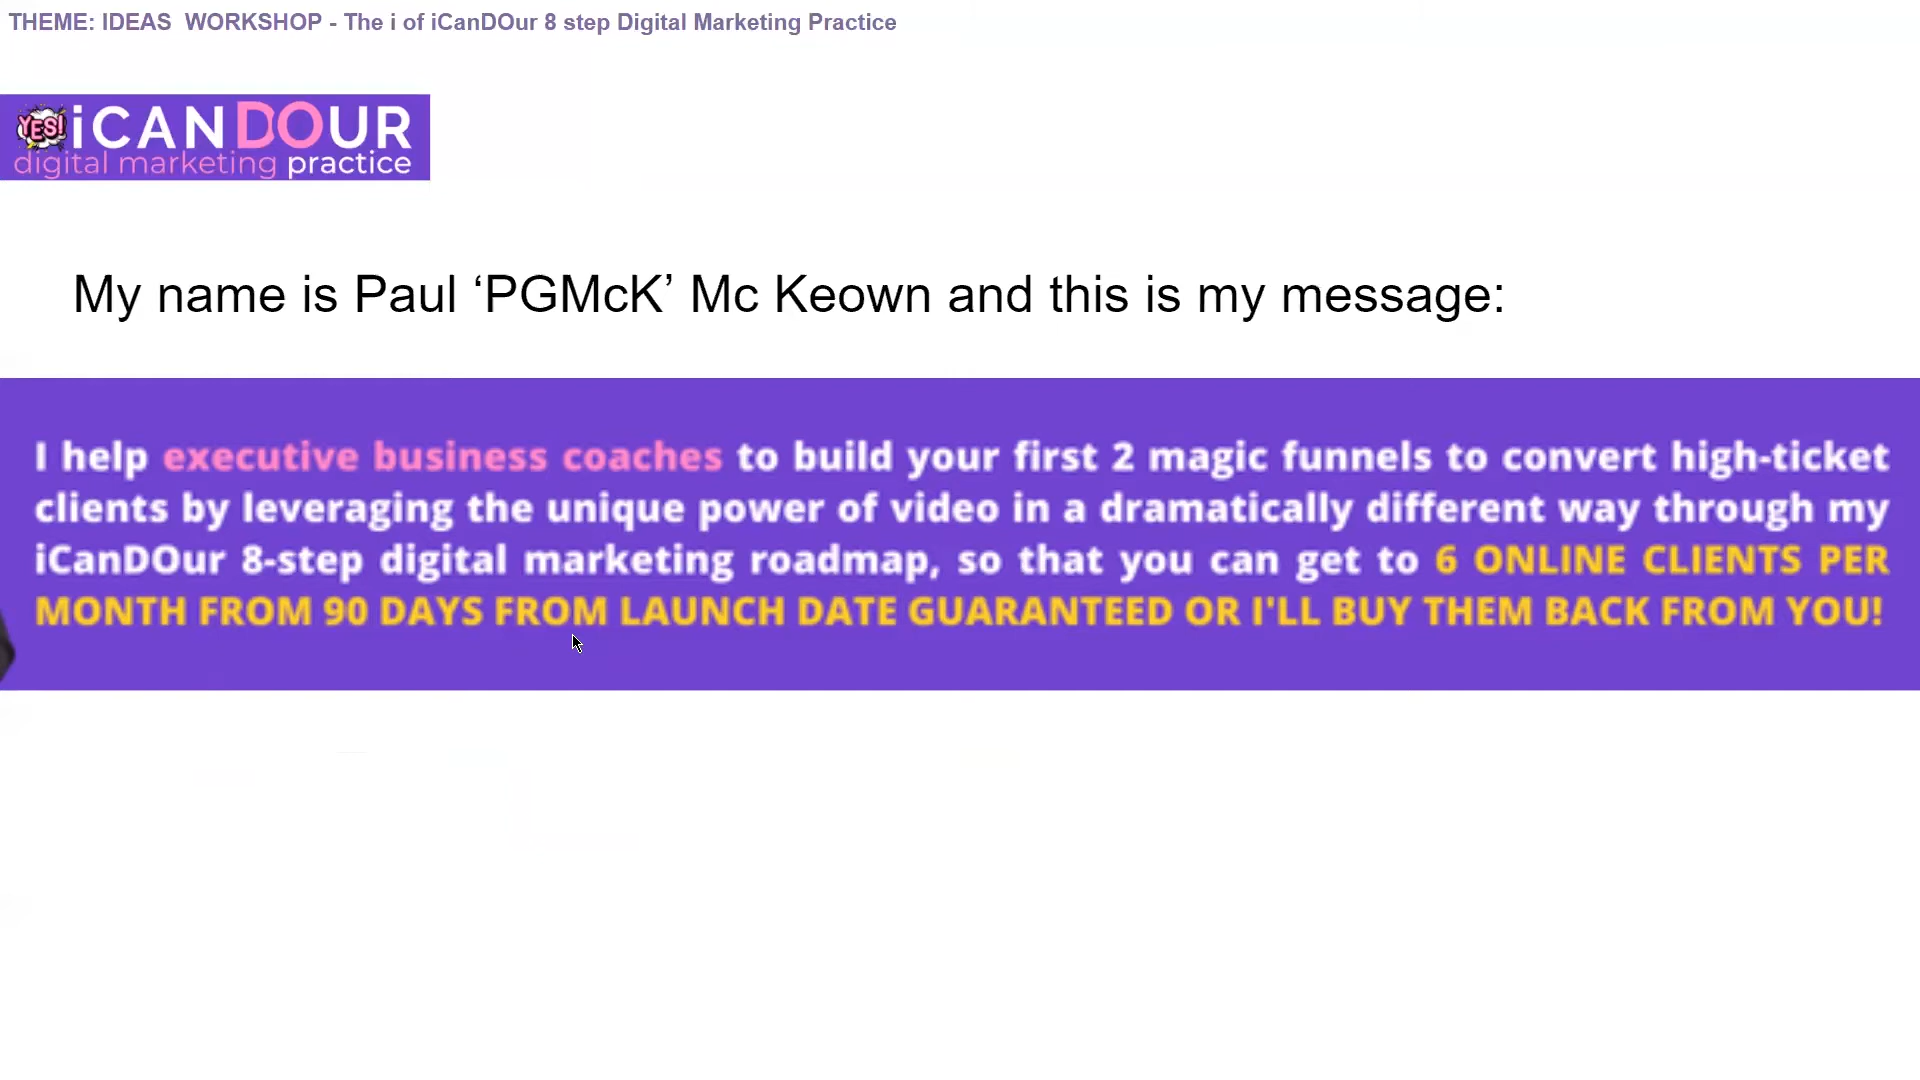 THEME: IDEAS  WORKSHOP - The i of iCanDOur 8 step Digital Marketing Practice
YES! iCANDOUR
digital marketing practice
My name is Paul ‘PGMcK’ Mc Keown and this is my message:
I help executive business coaches to build your first 2 magic funnels to convert high-ticket
clients by leveraging the unique power of video in a dramatically different way through my
iCanDOur 8-step digital marketing roadmap, so that you can get to 6 ONLINE CLIENTS PER
MONTH FROM 90 DAYS FROM LAUNCH DATE GUARANTEED OR I'LL BUY THEM BACK FROM YOU!